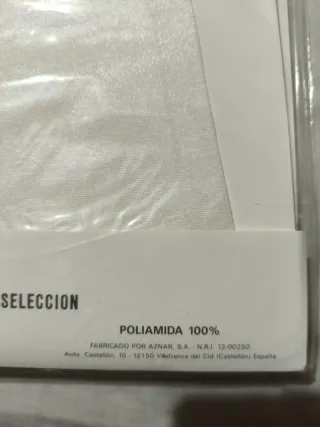 SELECCION
POLIAMIDA 100%
FABRICADO POR AZNAR, S.A. - N.R.I. 12-00250
Avda. Castellón, 10 - 12150 Villafranca del Cid (Castellón) España